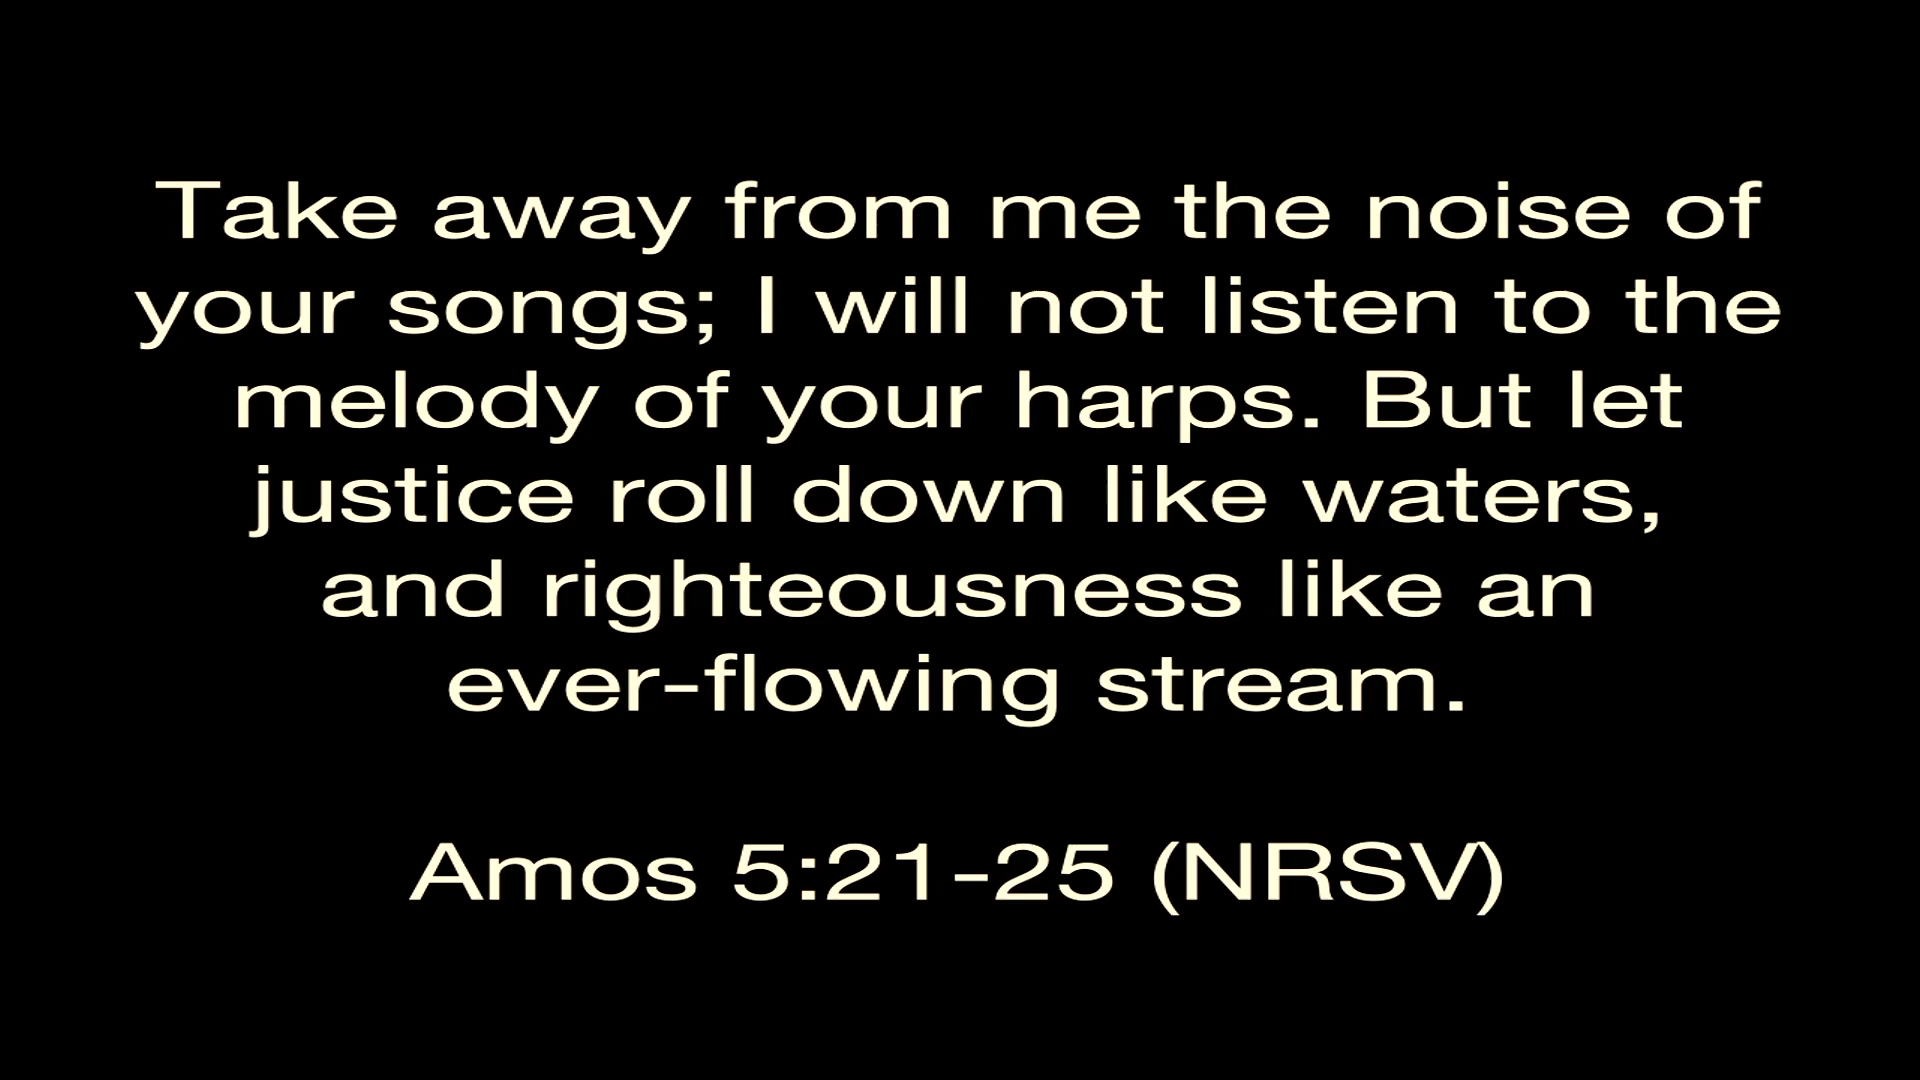 Take away from me the noise of
your songs; I will not listen to the
melody of your harps. But let
justice roll down like waters,
and righteousness like an
ever-flowing stream.
Amos 5:21-25 (NRSV)